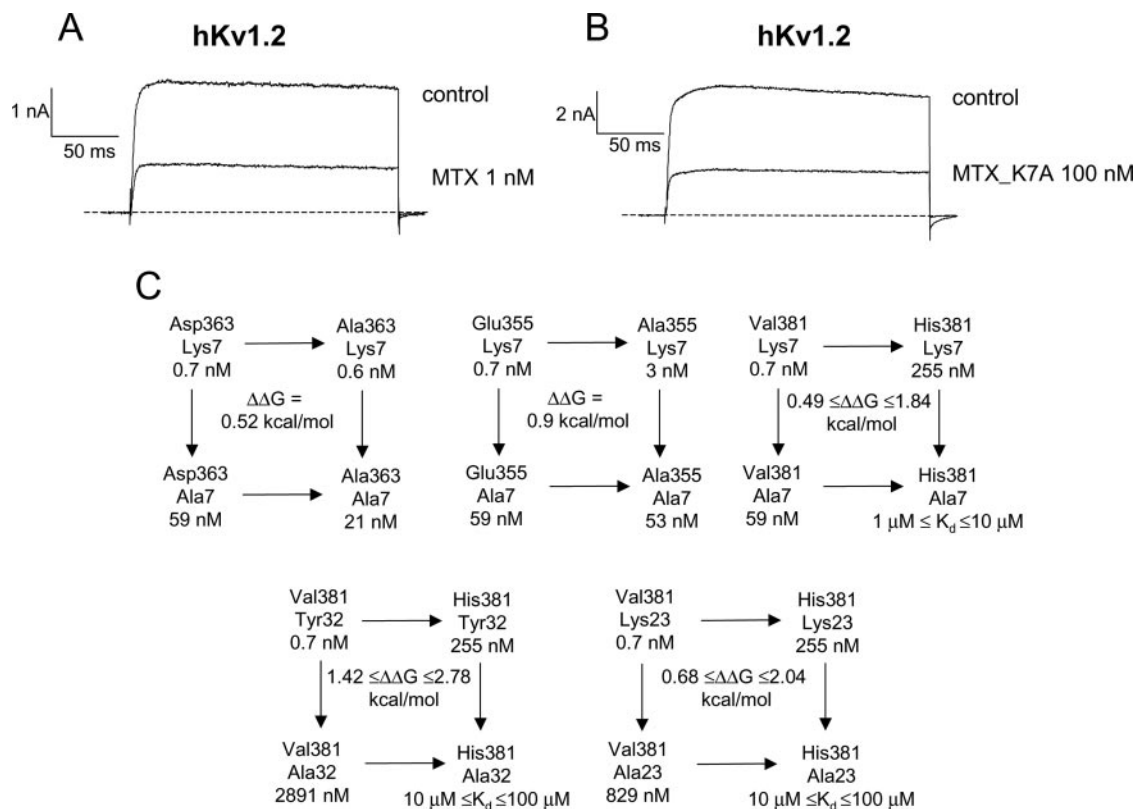 A
hKv1.2
1 nA
50 ms
control
MTX 1 nM
B
hKv1.2
2 nA
50 ms
control
MTX_K7A 100 nM
C
Asp363
Lys7
0.7 nM
Ala363
Lys7
0.6 nM
ΔΔG =
0.52 kcal/mol
Asp363
Ala7
59 nM
Ala363
Ala7
21 nM
Glu355
Lys7
0.7 nM
Ala355
Lys7
3 nM
ΔΔG =
0.9 kcal/mol
Glu355
Ala7
59 nM
Ala355
Ala7
53 nM
Val381
Lys7
0.7 nM
His381
Lys7
255 nM
0.49 ≤ΔΔG ≤1.84
kcal/mol
Val381
Ala7
59 nM
His381
Ala7
1 μM ≤ Kd ≤10 μM
Val381
Tyr32
0.7 nM
His381
Tyr32
255 nM
1.42 ≤ΔΔG ≤2.78
kcal/mol
Val381
Ala32
2891 nM
His381
Ala32
10 μM ≤Kd ≤100 μM
Val381
Lys23
0.7 nM
His381
Lys23
255 nM
0.68 ≤ΔΔG ≤2.04
kcal/mol
Val381
Ala23
829 nM
His381
Ala23
10 μM ≤Kd ≤100 μM